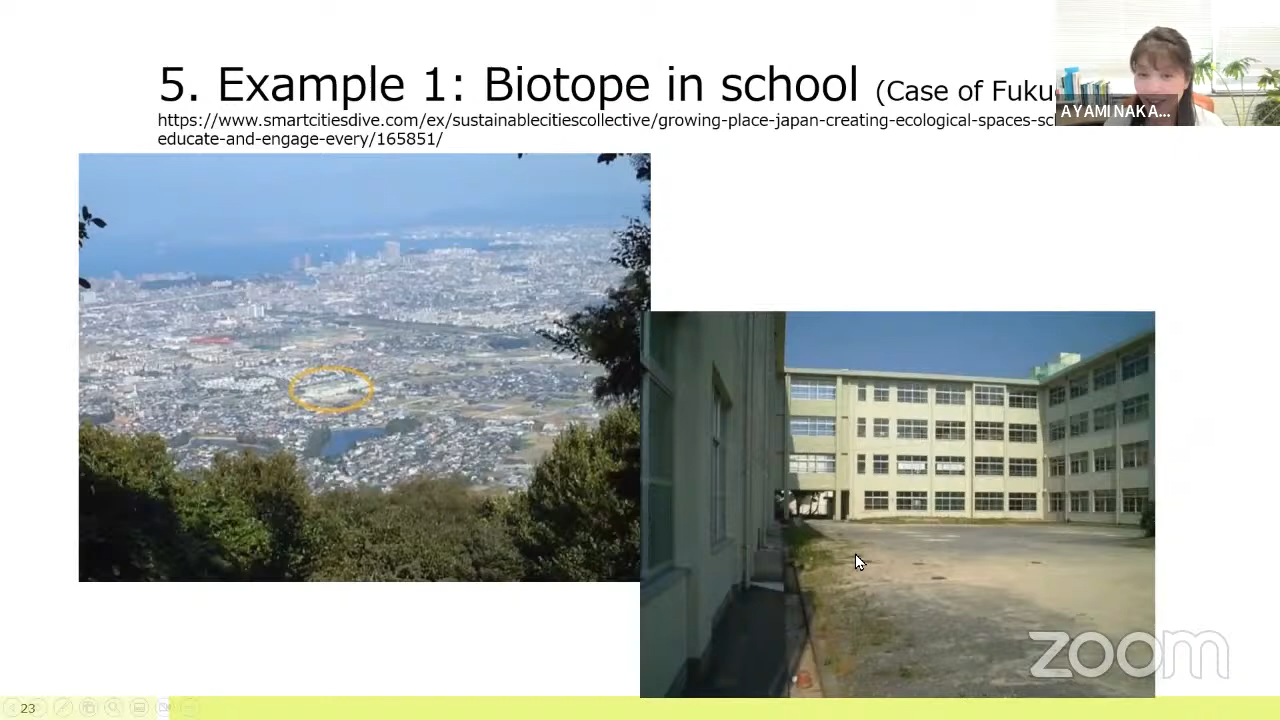 5. Example 1: Biotope in school (Case of Fuku
https://www.smartcitiesdive.com/ex/sustainablecitiescollective/growing-place-japan-creating-ecological-spaces-sc
educate-and-engage-every/165851/
AYAMI NAKA...
zoom
23